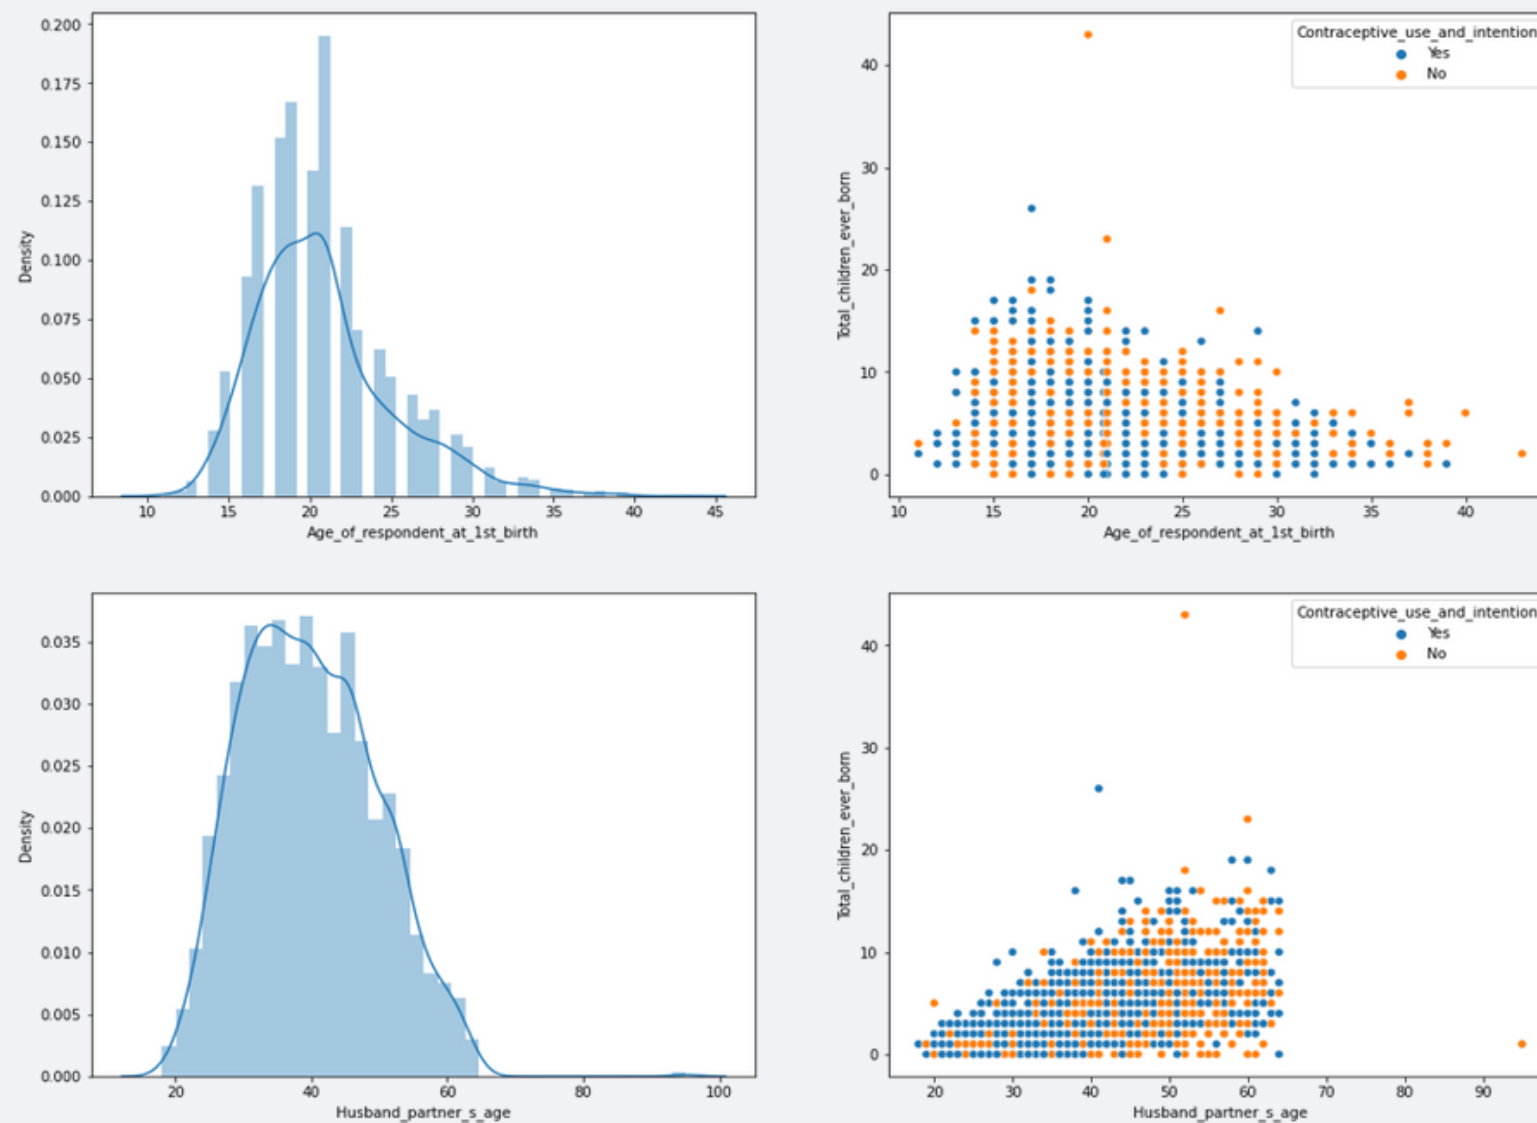 0.200
0.175
0.150
0.125
0.100
0.075
0.050
0.025
0.000
Density
10 15 20 25 30 35 40 45
Age_of_respondent_at_1st_birth
Contraceptive_use_and_intention
Yes
No
40
30
20
10
0
Total_children_ever_born
10 15 20 25 30 35 40
Age_of_respondent_at_1st_birth
0.035
0.030
0.025
0.020
0.015
0.010
0.005
0.000
Density
20 40 60 80 100
Husband_partner_s_age
Contraceptive_use_and_intention
Yes
No
40
30
20
10
0
Total_children_ever_born
20 30 40 50 60 70 80 90
Husband_partner_s_age